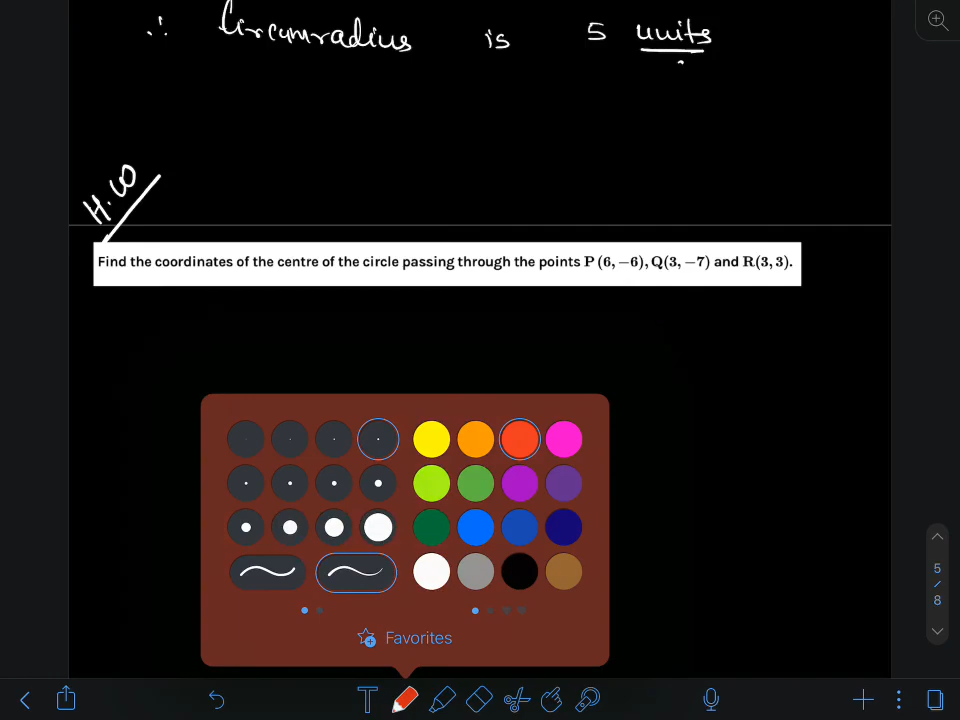 ∴ Circumradius is 5 units
H.W
Find the coordinates of the centre of the circle passing through the points P (6, −6), Q(3, −7) and R(3, 3).
Favorites
5
/
8
T